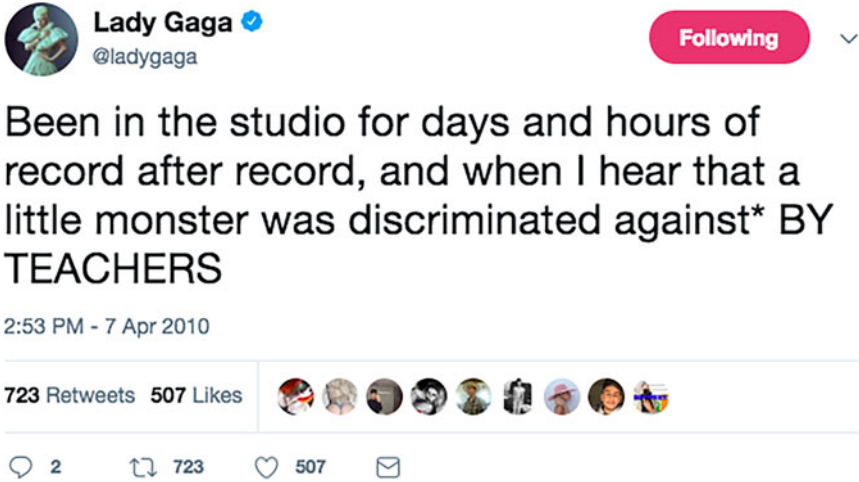 Lady Gaga
@ladygaga
Following
Been in the studio for days and hours of
record after record, and when I hear that a
little monster was discriminated against* BY
TEACHERS
2:53 PM - 7 Apr 2010
723 Retweets 507 Likes
2 723 507